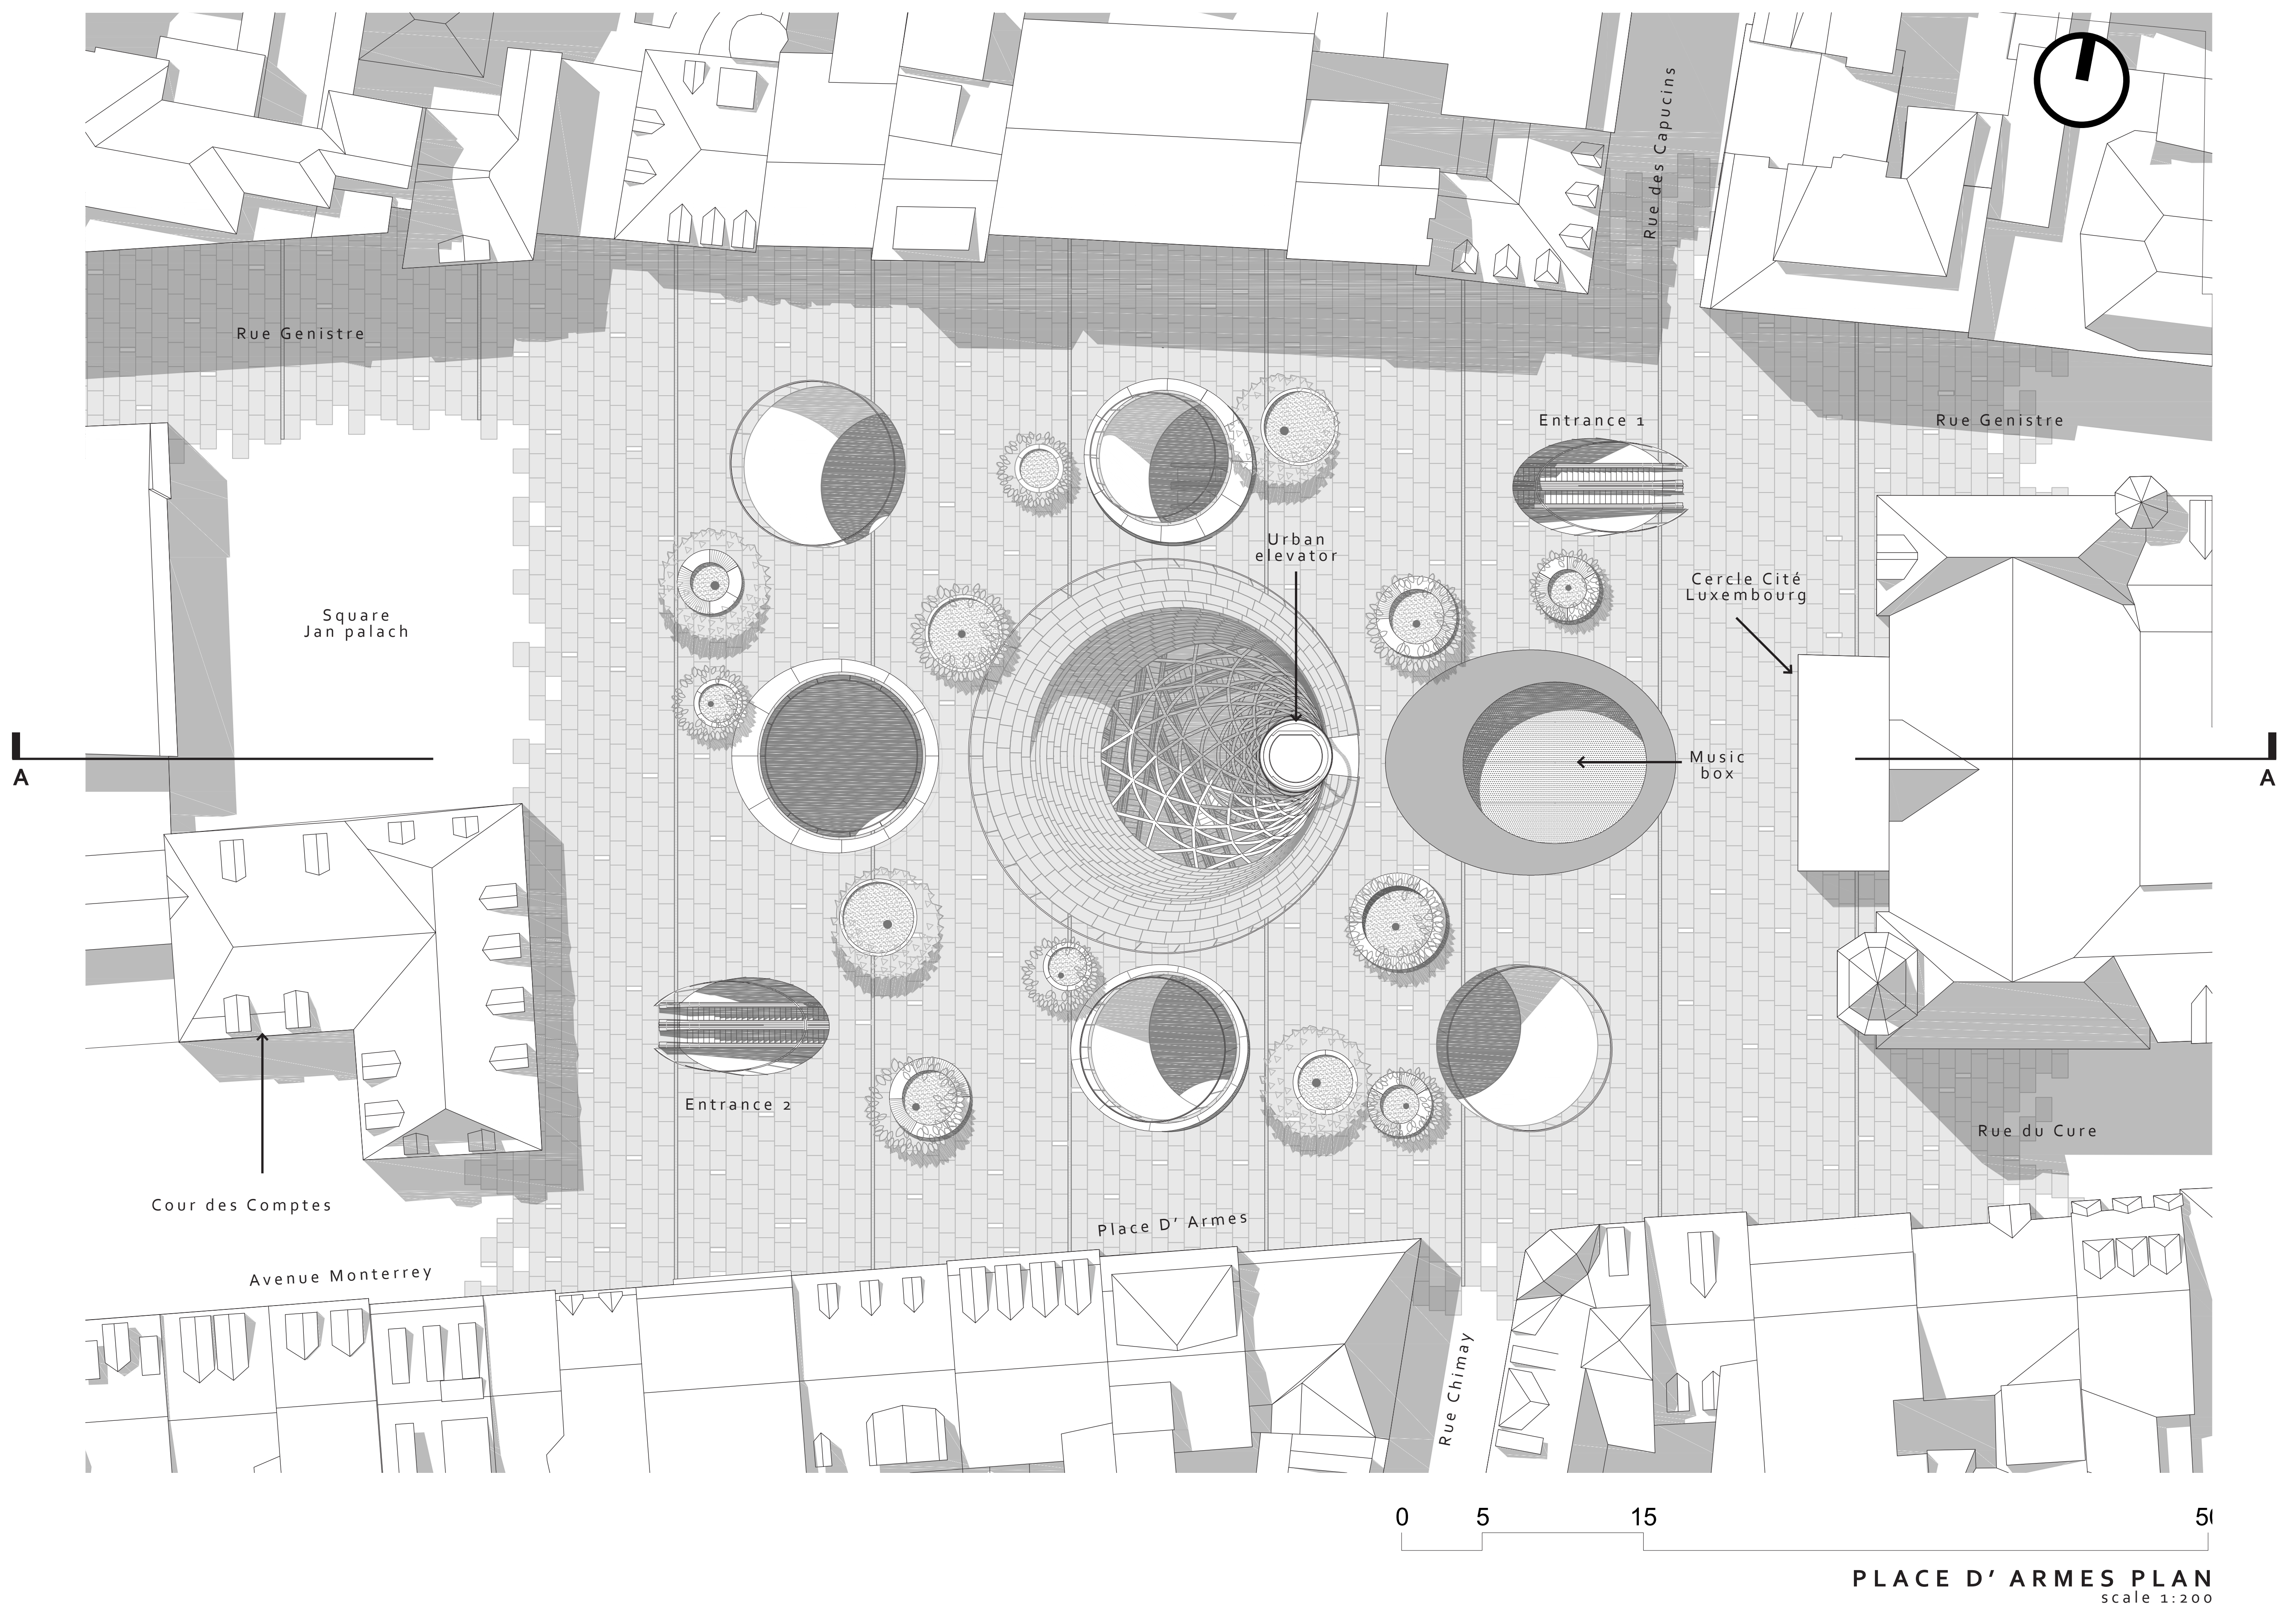 Rue des Capucins
Rue Genistre
Entrance 1
Rue Genistre
Urban
elevator
Cercle Cité
Luxembourg
Square
Jan palach
Music
box
A
A
Entrance 2
Rue du Cure
Cour des Comptes
Place D' Armes
Avenue Monterrey
Rue Chimay
0 5 15 50
PLACE D' ARMES PLAN
scale 1:200